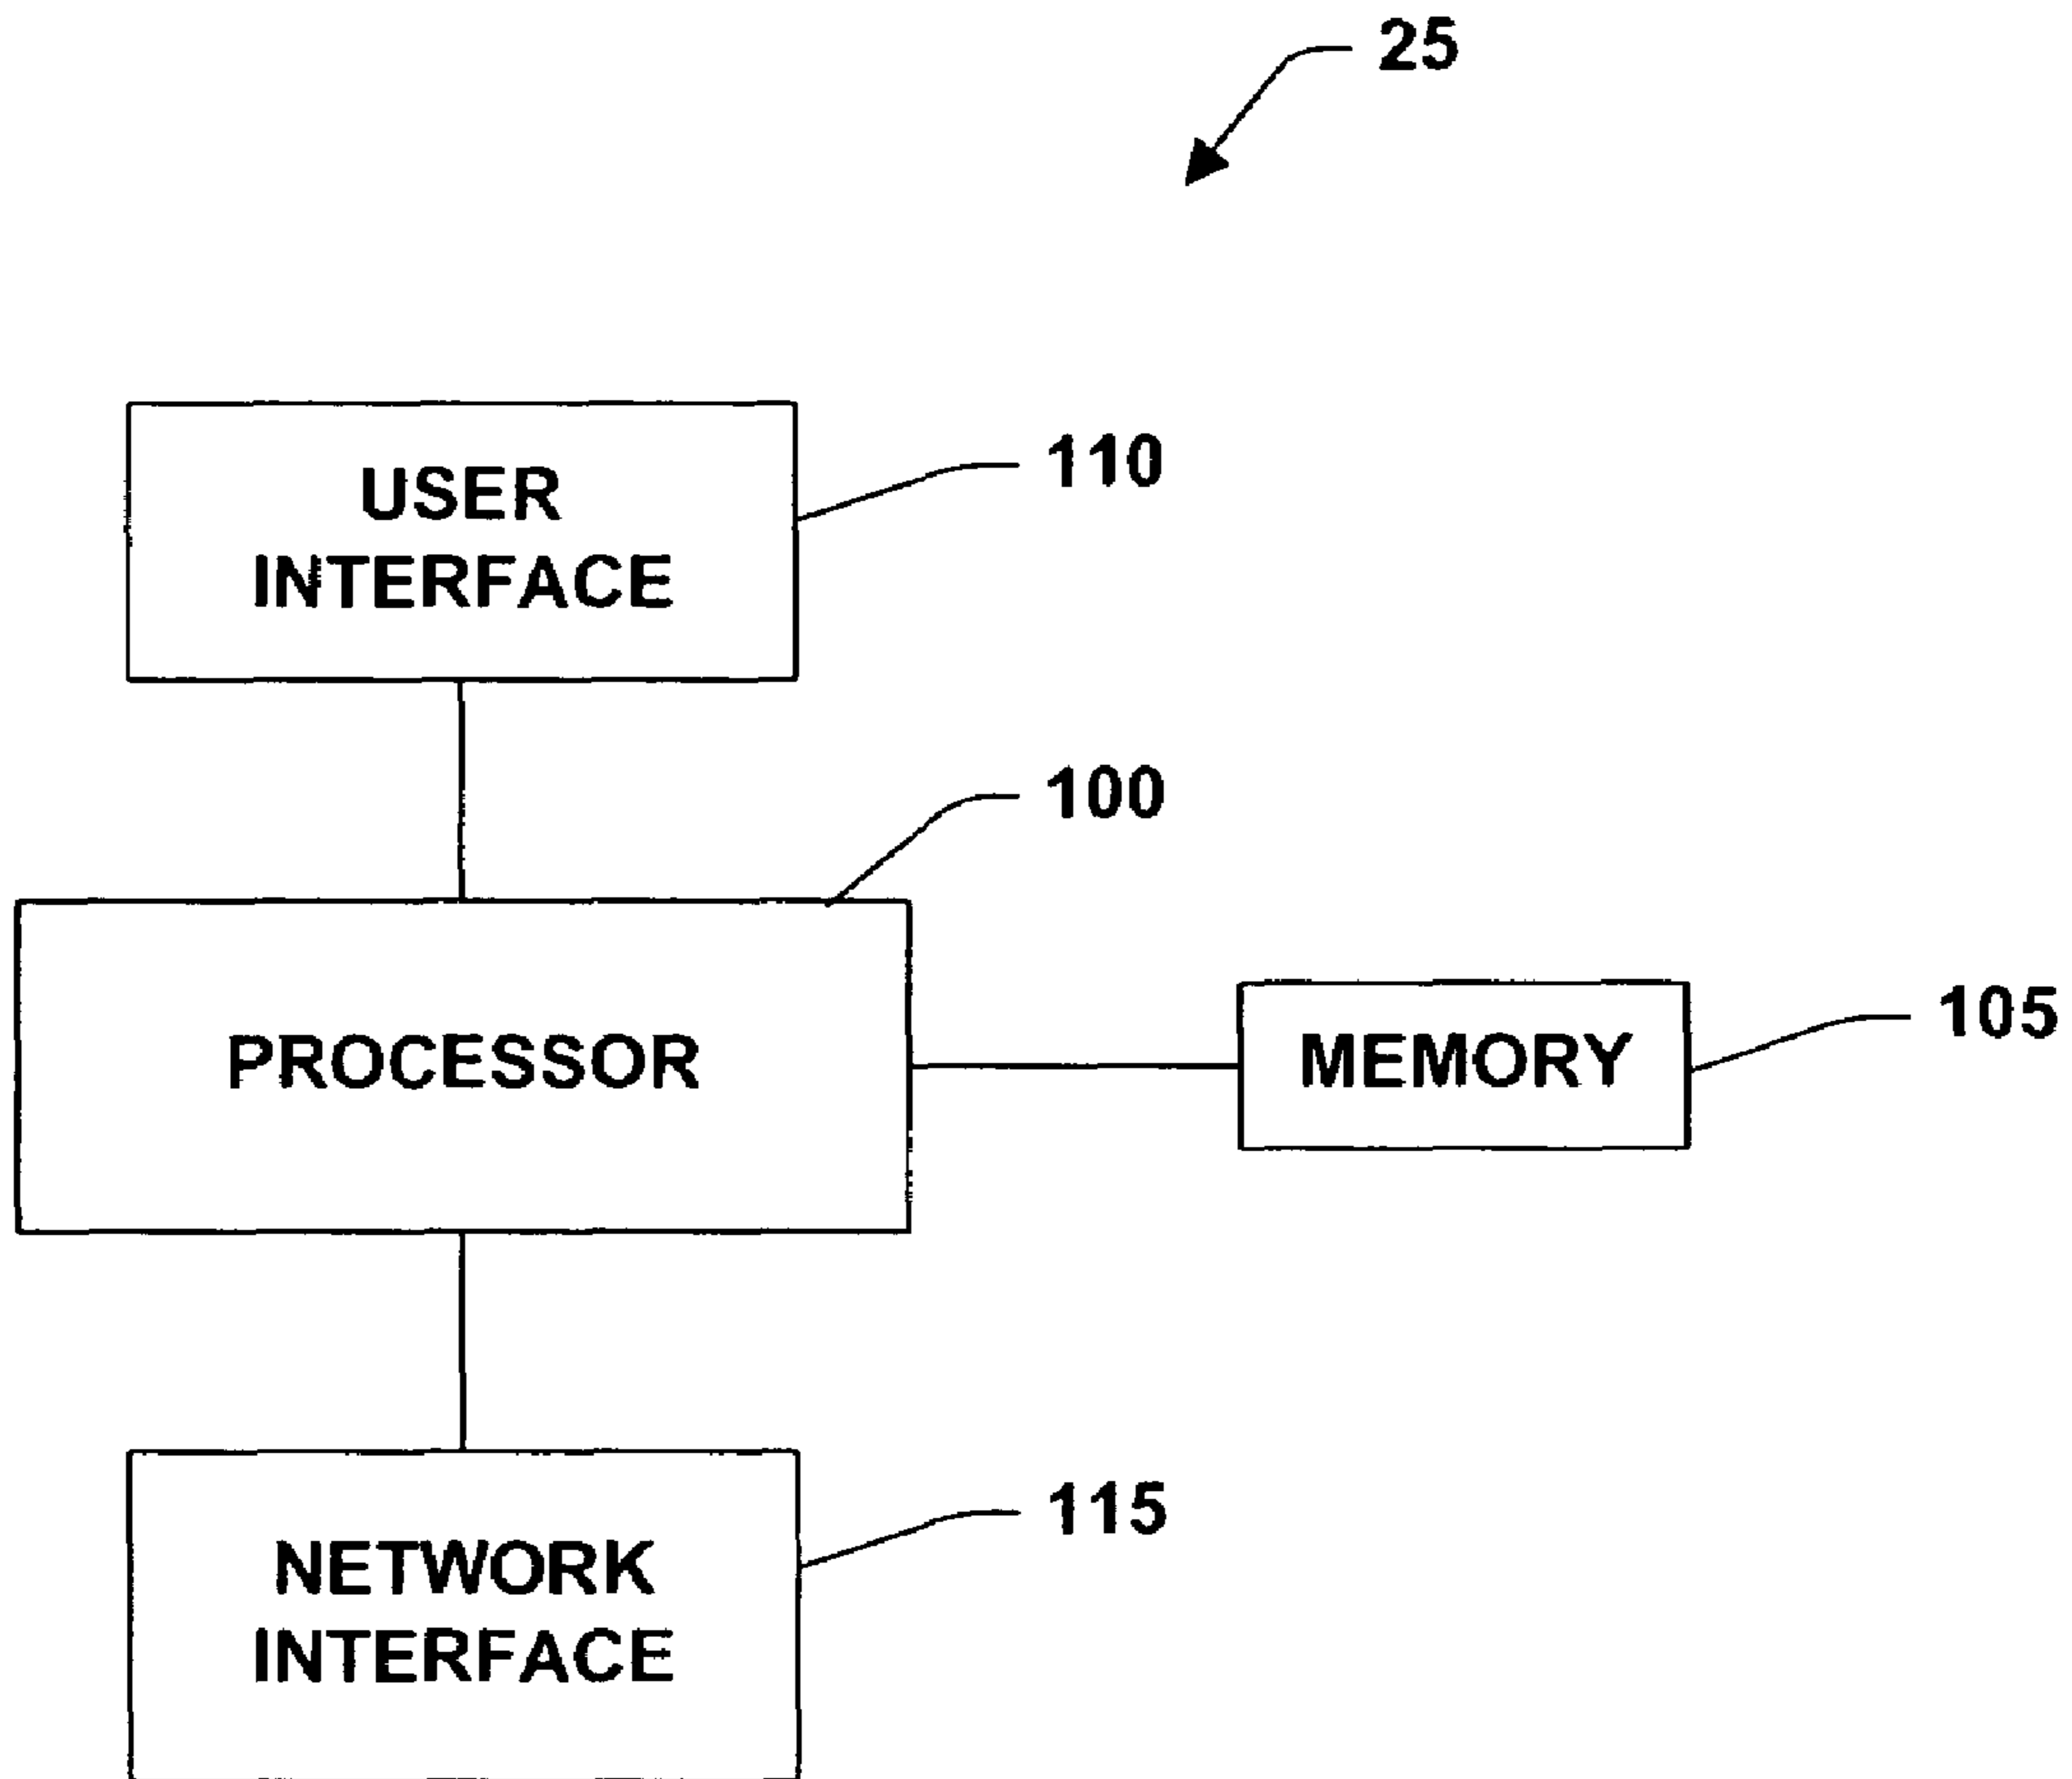 25
USER
INTERFACE
110
100
PROCESSOR
MEMORY
105
NETWORK
INTERFACE
115